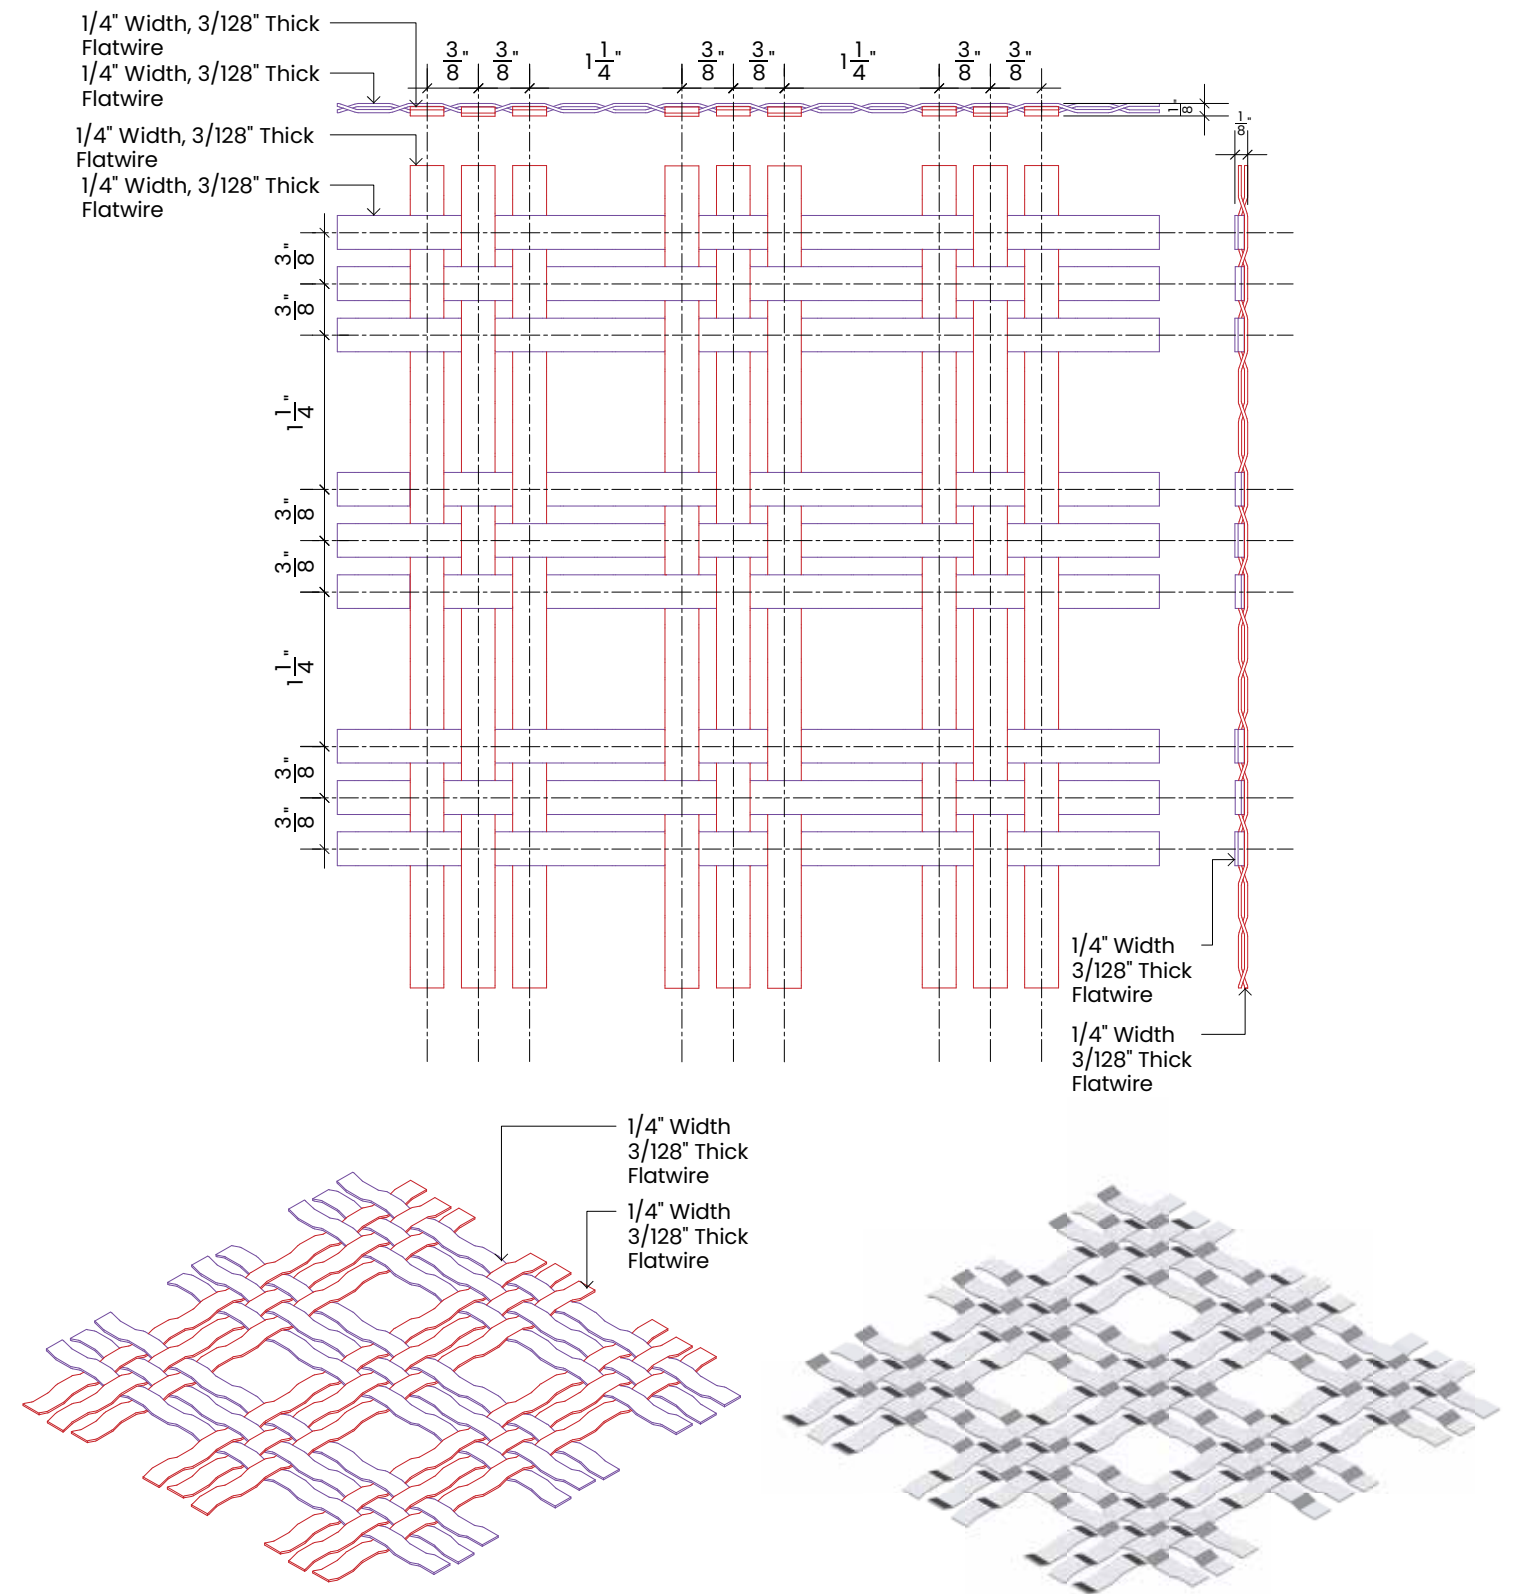 1/4" Width, 3/128" Thick
Flatwire
1/4" Width, 3/128" Thick
Flatwire
3/8" 3/8" 1 1/4" 3/8" 3/8" 1 1/4" 3/8" 3/8"
1/8"
1/8"
1/4" Width, 3/128" Thick
Flatwire
1/4" Width, 3/128" Thick
Flatwire
3/8"
3/8"
1 1/4"
3/8"
3/8"
1 1/4"
3/8"
3/8"
1/4" Width
3/128" Thick
Flatwire
1/4" Width
3/128" Thick
Flatwire
1/4" Width
3/128" Thick
Flatwire
1/4" Width
3/128" Thick
Flatwire